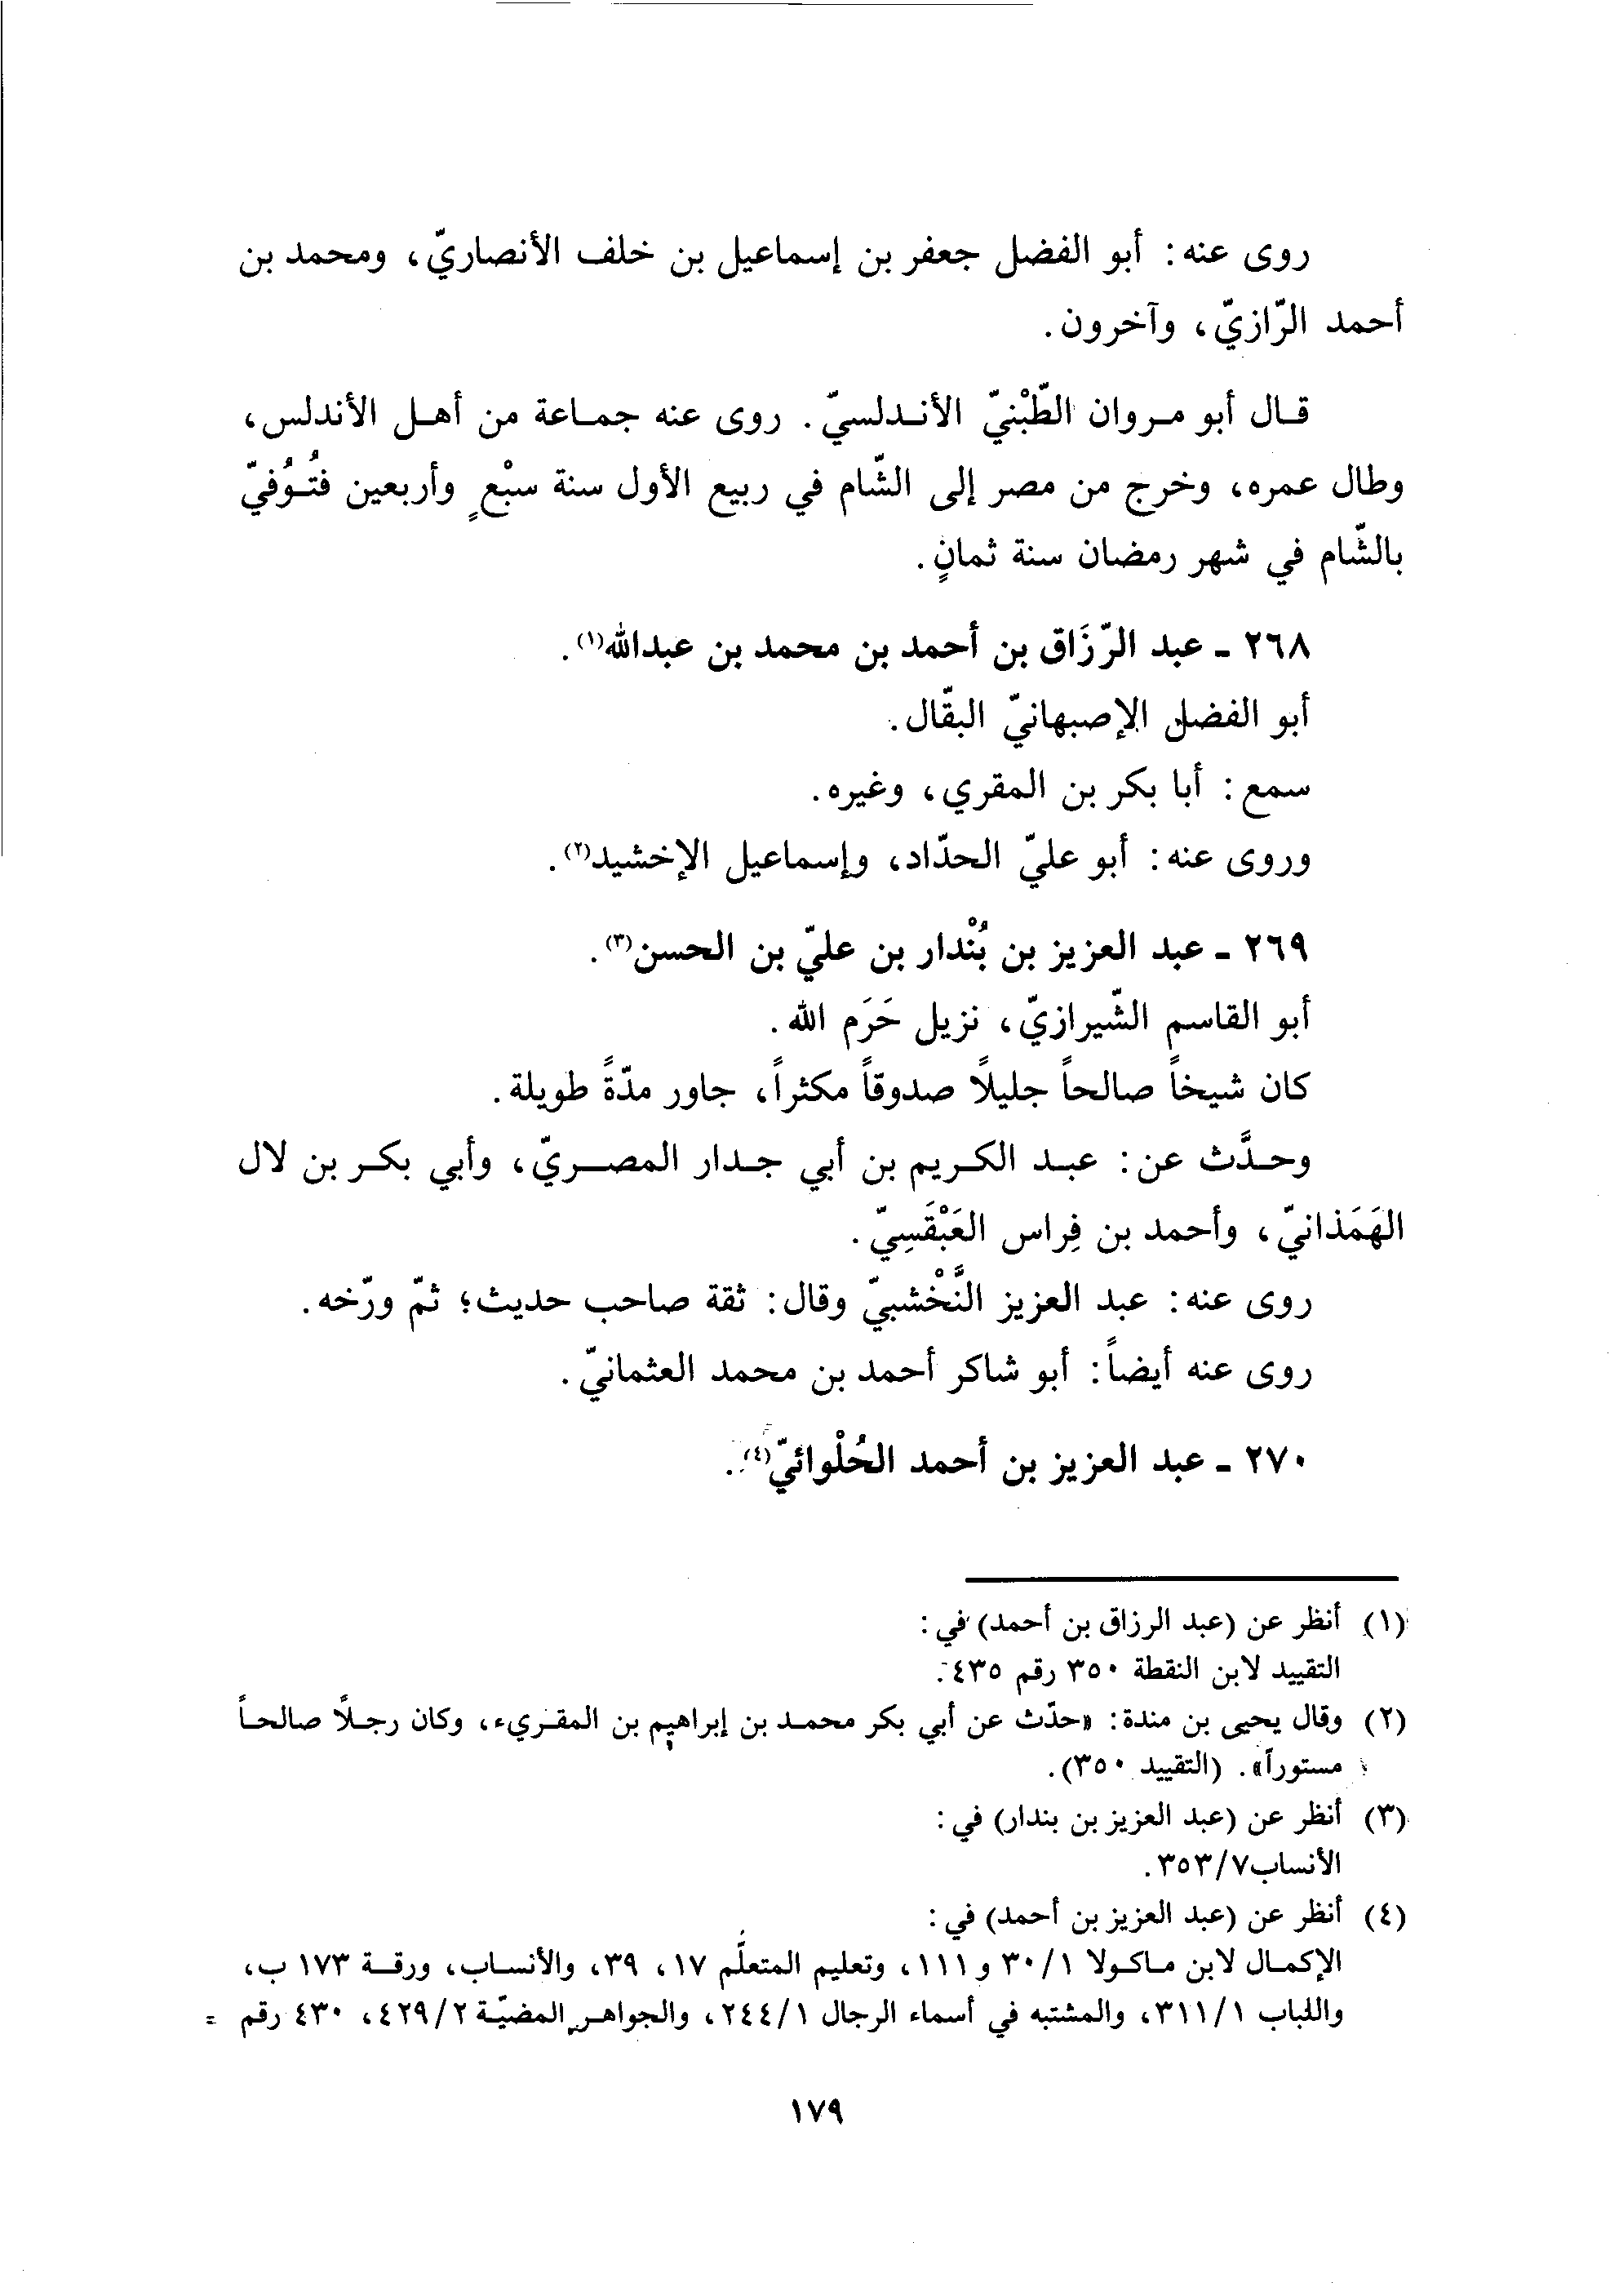 روى عنه: أبو الفضل جعفر بن إسماعيل بن خلف الأنصاريّ، ومحمد بن
أحمد الرّازيّ، وآخرون.
قال أبو مروان الطّبْنيّ الأندلسيّ. روى عنه جماعة من أهل الأندلس،
وطال عمره، وخرج من مصر إلى الشّام في ربيع الأول سنة سبْعٍ وأربعين فتُوُفيّ
بالشّام في شهر رمضان سنة ثمانٍ.
٢٦٨ - عبد الرّزَاق بن أحمد بن محمد بن عبدالله(١).
أبو الفضل الإصبهانيّ البقّال.
سمع: أبا بكر بن المقري، وغيره.
وروى عنه: أبو عليّ الحدّاد، وإسماعيل الإخشيد(٢).
٢٦٩ - عبد العزيز بن بُنْدار بن عليّ بن الحسن(٣).
أبو القاسم الشّيرازيّ، نزيل حَرَم الله.
كان شيخاً صالحاً جليلاً صدوقاً مكثراً، جاور مدّةً طويلة.
وحدَّث عن: عبد الكريم بن أبي جدار المصريّ، وأبي بكر بن لال
الهَمَذانيّ، وأحمد بن فِراس العَبْقَسِيّ.
روى عنه: عبد العزيز النَّخْشبيّ وقال: ثقة صاحب حديث؛ ثمّ ورّخه.
روى عنه أيضاً: أبو شاكر أحمد بن محمد العثمانيّ.
٢٧٠ - عبد العزيز بن أحمد الحُلْوائيّ(٤).
(١) أنظر عن (عبد الرزاق بن أحمد) في:
التقييد لابن النقطة ٣٥٠ رقم ٤٣٥.
(٢) وقال يحيى بن مندة: «حدّث عن أبي بكر محمد بن إبراهيم بن المقريء، وكان رجلًا صالحاً
مستوراً». (التقييد ٣٥٠).
(٣) أنظر عن (عبد العزيز بن بندار) في:
الأنساب٣٥٣/٧.
(٤) أنظر عن (عبد العزيز بن أحمد) في:
الإكمال لابن ماكولا ٣٠/١ و ١١١، وتعليم المتعلَّم ١٧، ٣٩، والأنساب، ورقة ١٧٣ ب،
واللباب ٣١١/١، والمشتبه في أسماء الرجال ٢٤٤/١، والجواهر المضيّة ٤٢٩/٢، ٤٣٠ رقم =
١٧٩